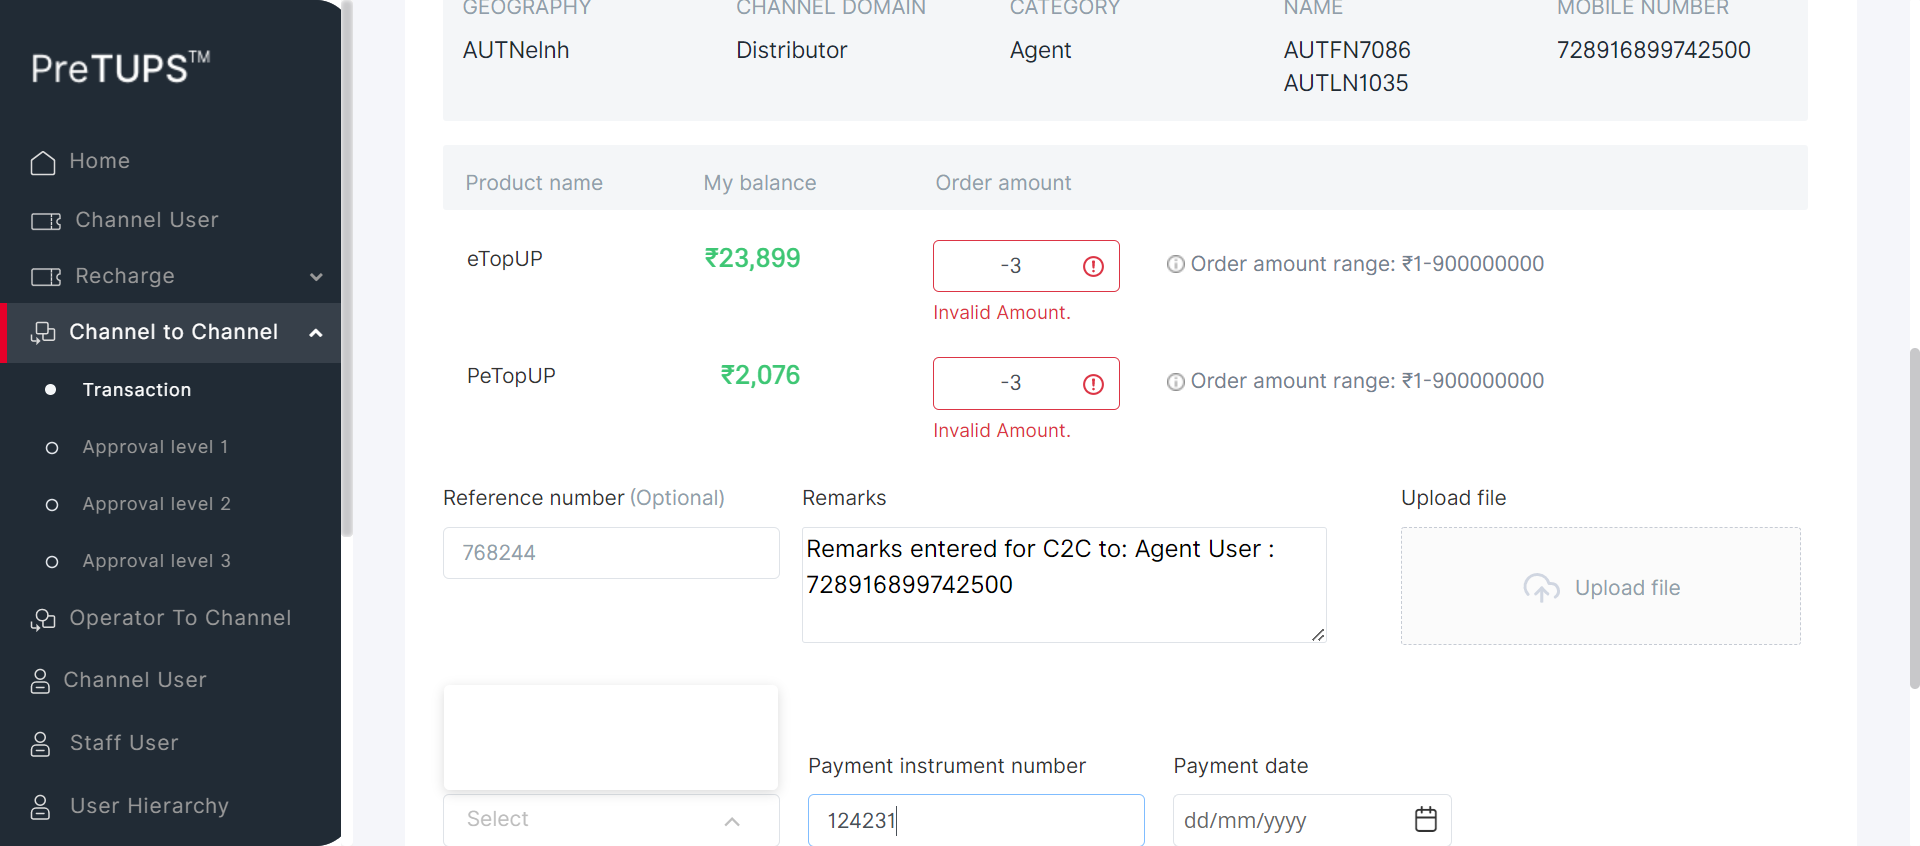 PreTUPS™
Home
Channel User
Recharge
Channel to Channel
Transaction
Approval level 1
Approval level 2
Approval level 3
Operator To Channel
Channel User
Staff User
User Hierarchy
GEOGRAPHY CHANNEL DOMAIN CATEGORY NAME MOBILE NUMBER
AUTNelnh Distributor Agent AUTFN7086 728916899742500
AUTLN1035
Product name My balance Order amount
eTopUP ₹23,899 -3 Order amount range: ₹1-900000000
Invalid Amount.
PeTopUP ₹2,076 -3 Order amount range: ₹1-900000000
Invalid Amount.
Reference number (Optional) Remarks Upload file
768244 Remarks entered for C2C to: Agent User :
728916899742500
Upload file
Payment instrument number Payment date
Select 124231 dd/mm/yyyy